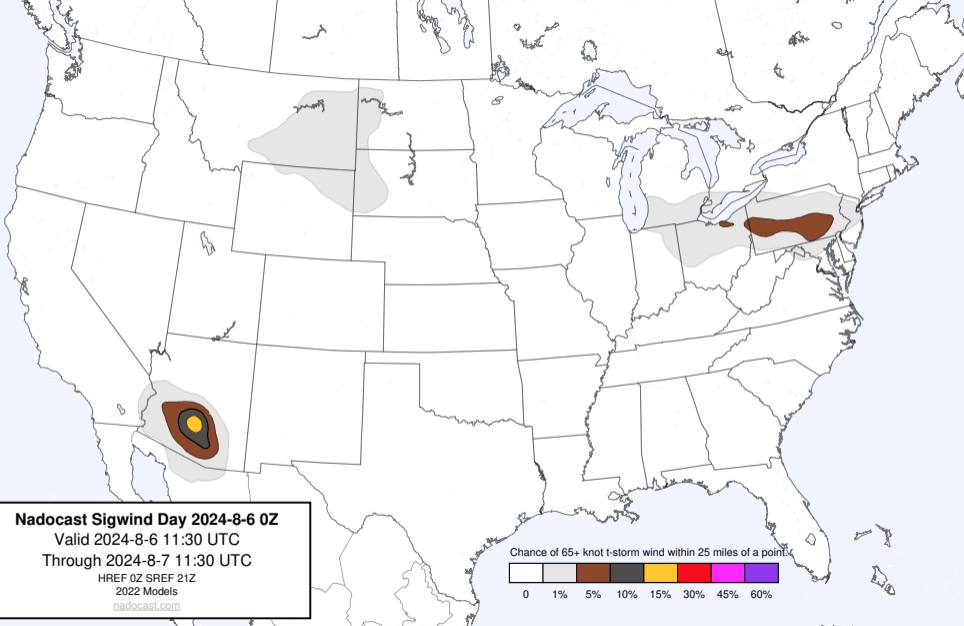 Nadocast Sigwind Day 2024-8-6 0Z
Valid 2024-8-6 11:30 UTC
Through 2024-8-7 11:30 UTC
HREF 0Z SREF 21Z
2022 Models
nadocast.com
Chance of 65+ knot t-storm wind within 25 miles of a point.
0 1% 5% 10% 15% 30% 45% 60%